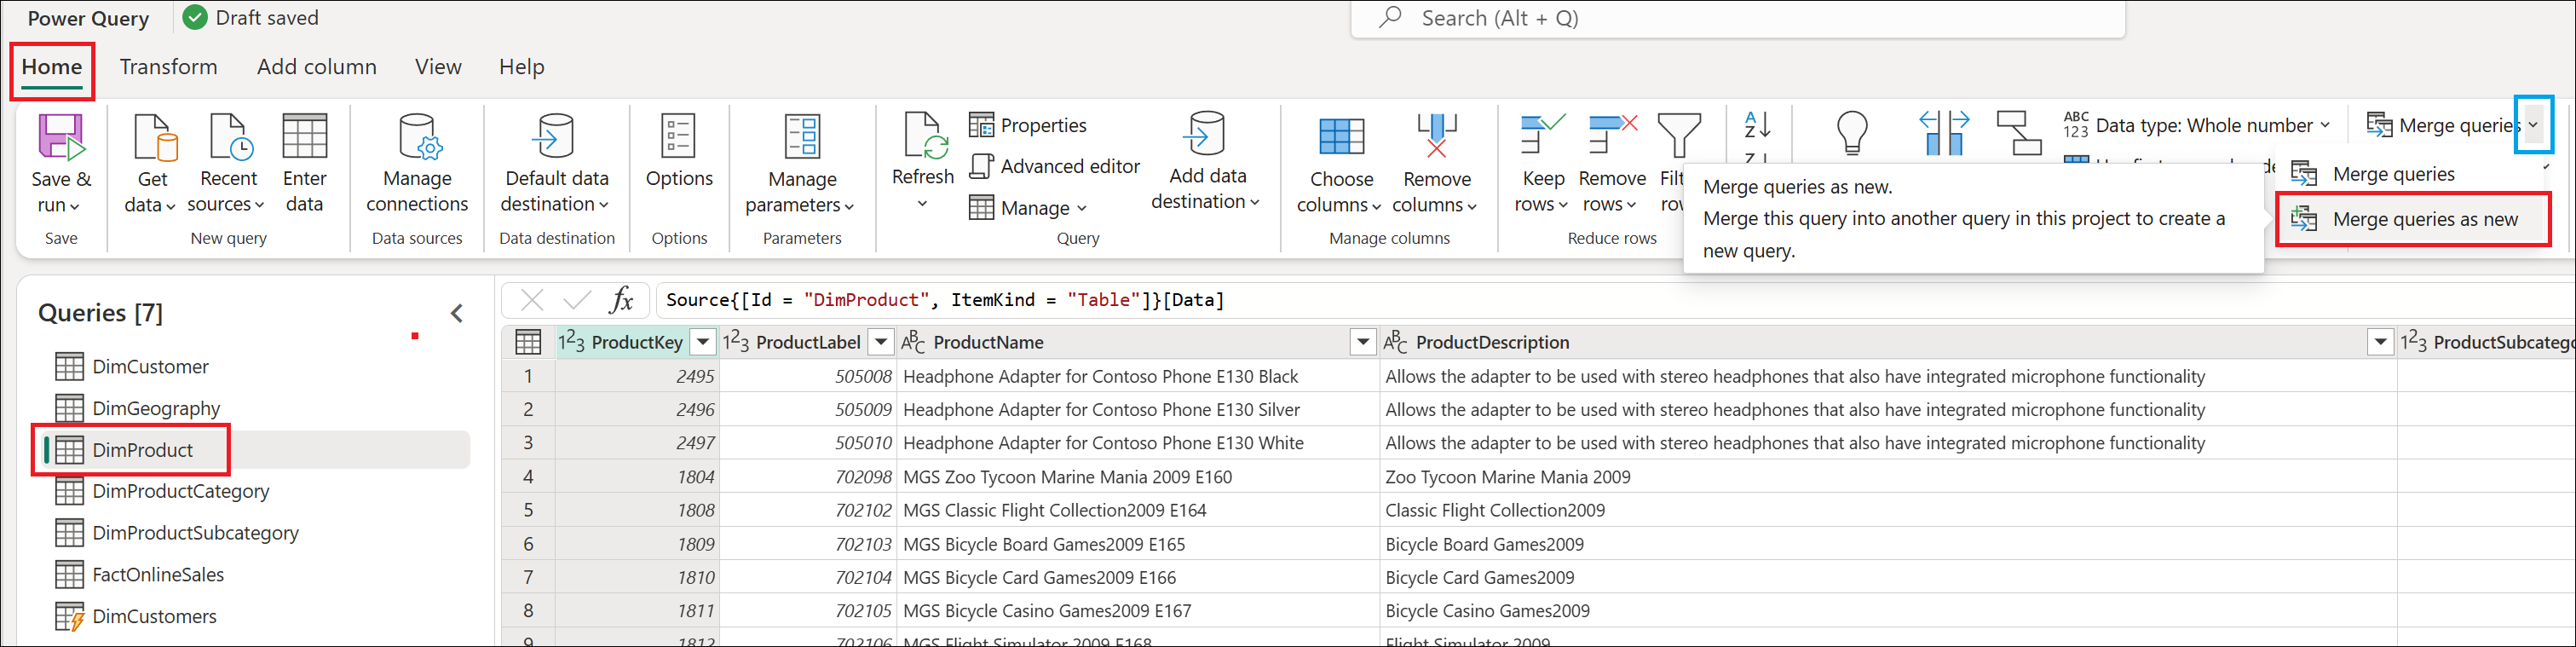 Power Query
Draft saved
Search (Alt + Q)
Home
Transform
Add column
View
Help
Save & run
Save
Get data
Recent sources
Enter data
New query
Manage connections
Data sources
Default data destination
Data destination
Options
Options
Manage parameters
Parameters
Refresh
Properties
Advanced editor
Manage
Add data destination
Query
Choose columns
Remove columns
Manage columns
Keep rows
Remove rows
Reduce rows
A
Z
ABC
123
Data type: Whole number
Merge queries
Merge queries
Merge queries as new
Merge queries as new.
Merge this query into another query in this project to create a
new query.
Queries [7]
DimCustomer
DimGeography
DimProduct
DimProductCategory
DimProductSubcategory
FactOnlineSales
DimCustomers
fx
Source{[Id = "DimProduct", ItemKind = "Table"]}[Data]
123 ProductKey 123 ProductLabel ABC ProductName ABC ProductDescription 123
1 2495 505008 Headphone Adapter for Contoso Phone E130 Black Allows the adapter to be used with stereo headphones that also have integrated microphone functionality
2 2496 505009 Headphone Adapter for Contoso Phone E130 Silver Allows the adapter to be used with stereo headphones that also have integrated microphone functionality
3 2497 505010 Headphone Adapter for Contoso Phone E130 White Allows the adapter to be used with stereo headphones that also have integrated microphone functionality
4 1804 702098 MGS Zoo Tycoon Marine Mania 2009 E160 Zoo Tycoon Marine Mania 2009
5 1808 702102 MGS Classic Flight Collection2009 E164 Classic Flight Collection2009
6 1809 702103 MGS Bicycle Board Games2009 E165 Bicycle Board Games2009
7 1810 702104 MGS Bicycle Card Games2009 E166 Bicycle Card Games2009
8 1811 702105 MGS Bicycle Casino Games2009 E167 Bicycle Casino Games2009
9 1812 702106 MGS Flight Simulator 2009 E168 Flight Simulator 2009